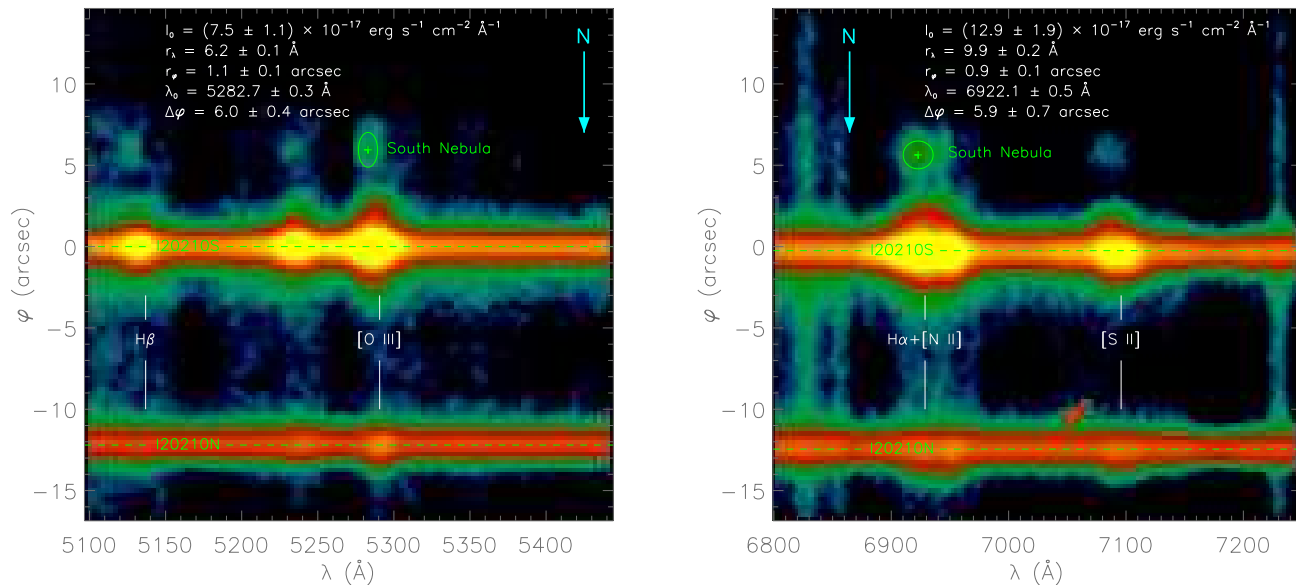 I₀ = (7.5 ± 1.1) × 10⁻¹⁷ erg s⁻¹ cm⁻² Å⁻¹
r_λ = 6.2 ± 0.1 Å
r_φ = 1.1 ± 0.1 arcsec
λ₀ = 5282.7 ± 0.3 Å
Δφ = 6.0 ± 0.4 arcsec
N
South Nebula
I20210S
Hβ
[O III]
I20210N
10
5
0
−5
−10
−15
φ (arcsec)
5100 5150 5200 5250 5300 5350 5400
λ (Å)
I₀ = (12.9 ± 1.9) × 10⁻¹⁷ erg s⁻¹ cm⁻² Å⁻¹
r_λ = 9.9 ± 0.2 Å
r_φ = 0.9 ± 0.1 arcsec
λ₀ = 6922.1 ± 0.5 Å
Δφ = 5.9 ± 0.7 arcsec
N
South Nebula
I20210S
Hα+[N II]
[S II]
I20210N
10
5
0
−5
−10
−15
φ (arcsec)
6800 6900 7000 7100 7200
λ (Å)